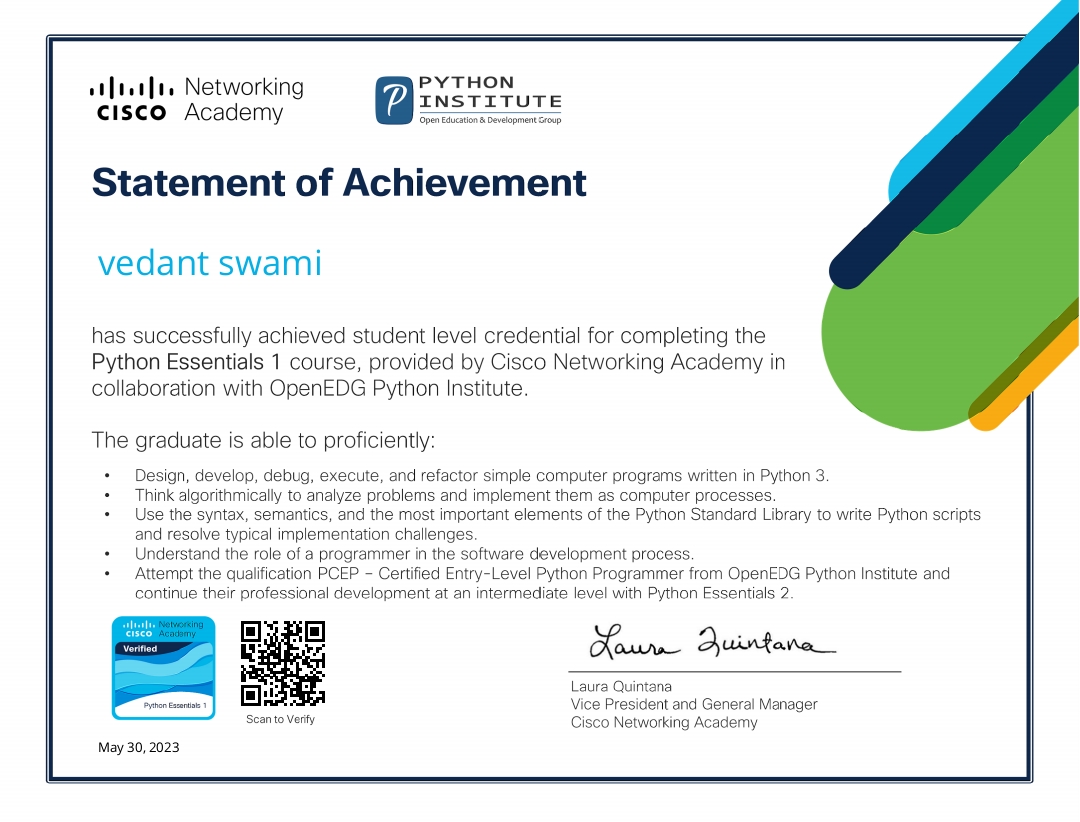 Networking
Academy
CISCO
PYTHON
INSTITUTE
Open Education & Development Group
Statement of Achievement
vedant swami
has successfully achieved student level credential for completing the
Python Essentials 1 course, provided by Cisco Networking Academy in
collaboration with OpenEDG Python Institute.
The graduate is able to proficiently:
• Design, develop, debug, execute, and refactor simple computer programs written in Python 3.
• Think algorithmically to analyze problems and implement them as computer processes.
• Use the syntax, semantics, and the most important elements of the Python Standard Library to write Python scripts
and resolve typical implementation challenges.
• Understand the role of a programmer in the software development process.
• Attempt the qualification PCEP – Certified Entry-Level Python Programmer from OpenEDG Python Institute and
continue their professional development at an intermediate level with Python Essentials 2.
Networking
CISCO Academy
Verified
Python Essentials 1
Scan to Verify
Laura Quintana
Laura Quintana
Vice President and General Manager
Cisco Networking Academy
May 30, 2023